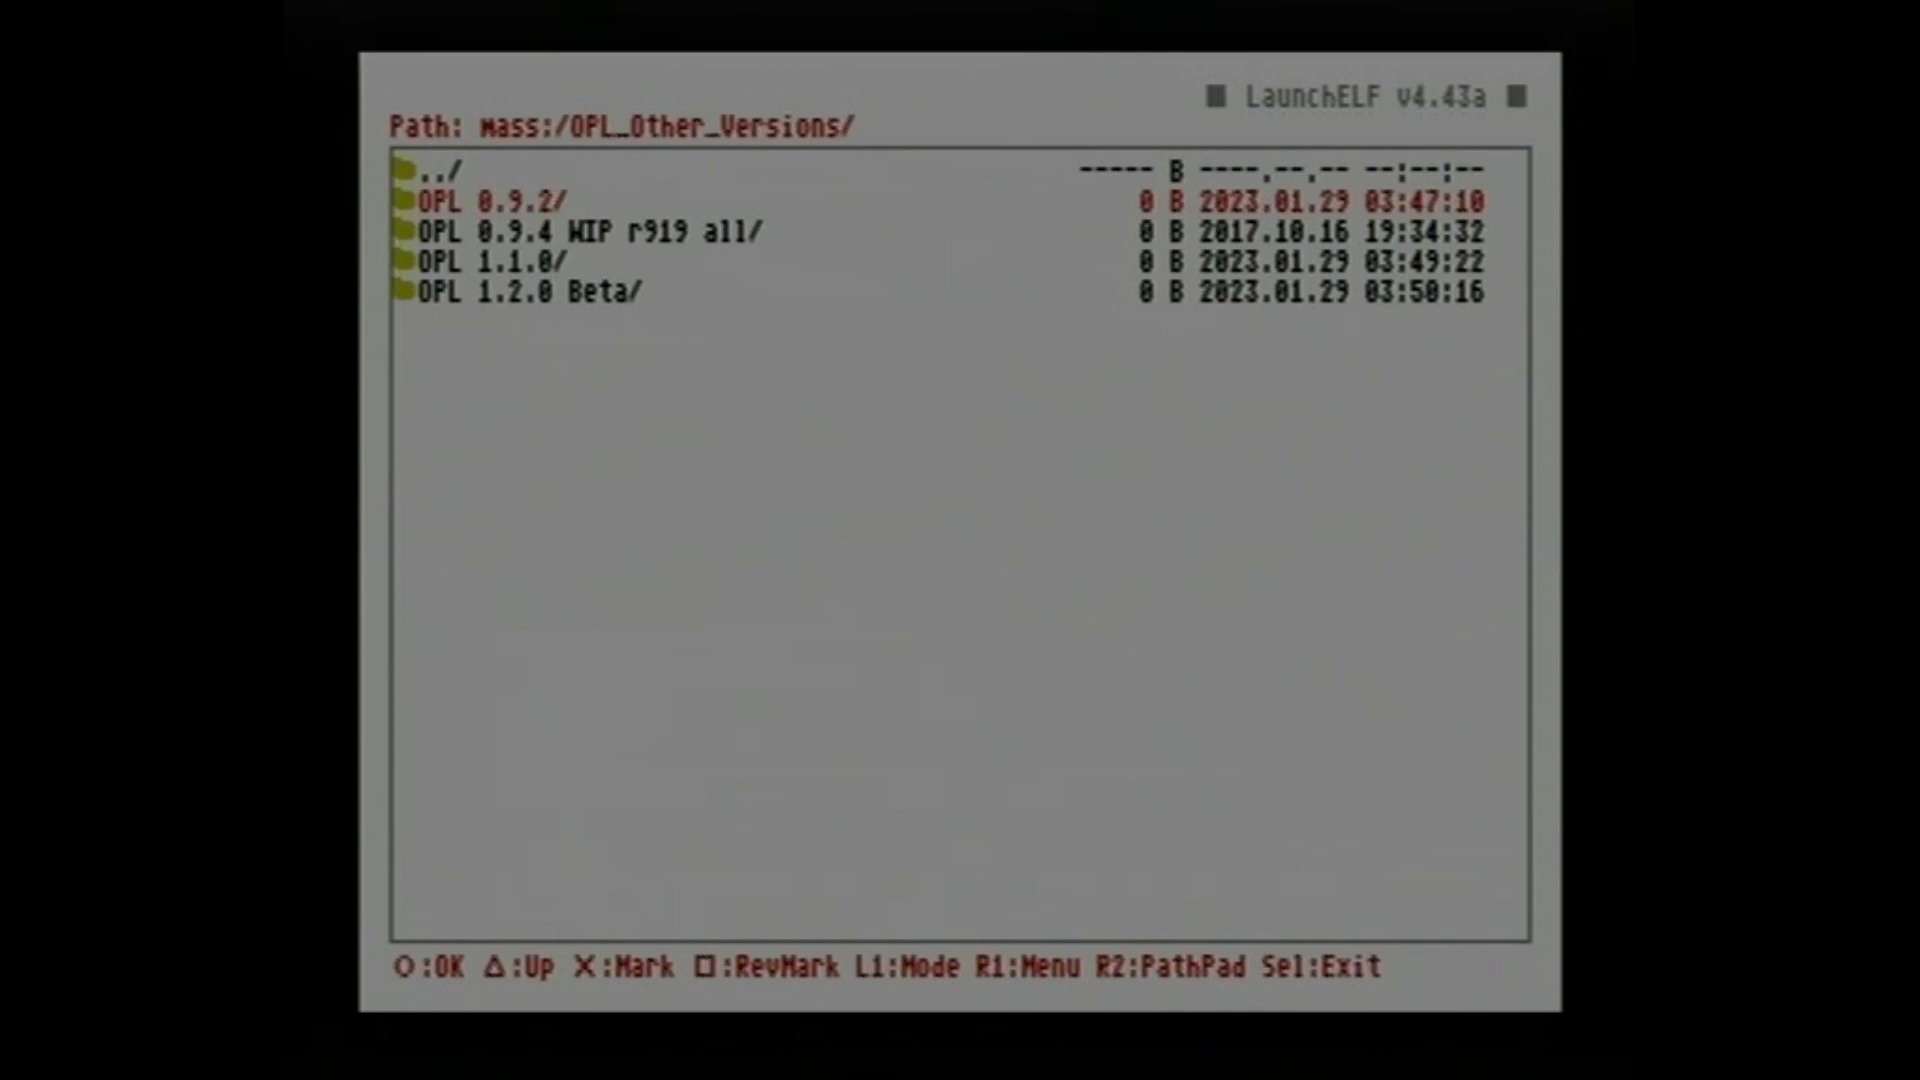 ■ LaunchELF v4.43a ■
Path: mass:/OPL_Other_Versions/
../ ----- B ----.--.-- --:--:--
OPL 0.9.2/ 0 B 2023.01.29 03:47:10
OPL 0.9.4 WIP r919 all/ 0 B 2017.10.16 19:34:32
OPL 1.1.0/ 0 B 2023.01.29 03:49:22
OPL 1.2.0 Beta/ 0 B 2023.01.29 03:50:16
○:OK △:Up ×:Mark □:RevMark L1:Mode R1:Menu R2:PathPad Sel:Exit